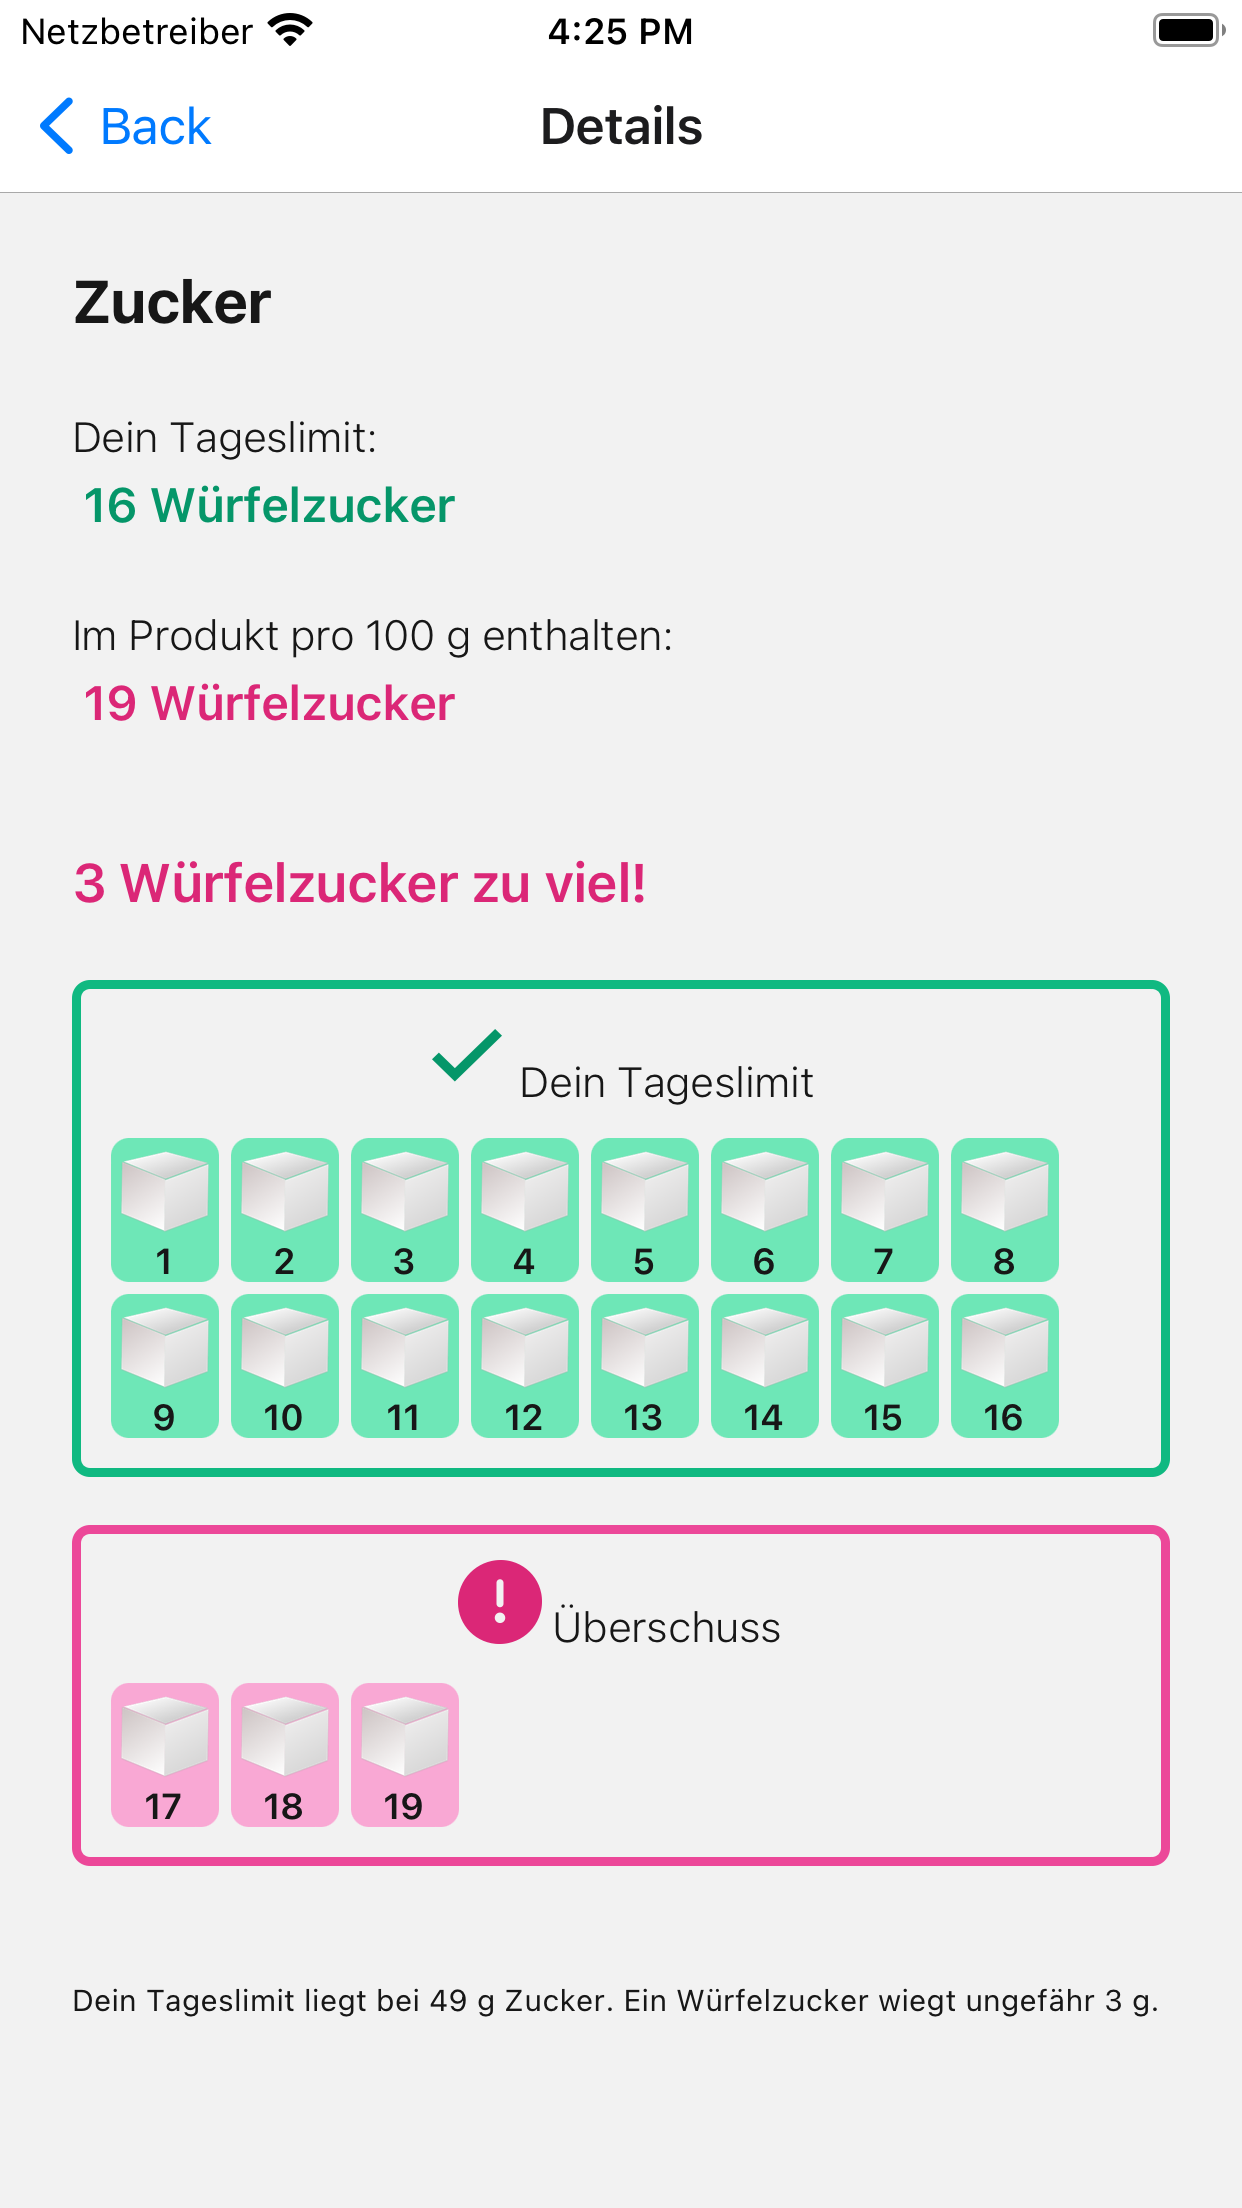 Netzbetreiber 4:25 PM
Back Details
Zucker
Dein Tageslimit:
16 Würfelzucker
Im Produkt pro 100 g enthalten:
19 Würfelzucker
3 Würfelzucker zu viel!
Dein Tageslimit
1 2 3 4 5 6 7 8
9 10 11 12 13 14 15 16
Überschuss
17 18 19
Dein Tageslimit liegt bei 49 g Zucker. Ein Würfelzucker wiegt ungefähr 3 g.